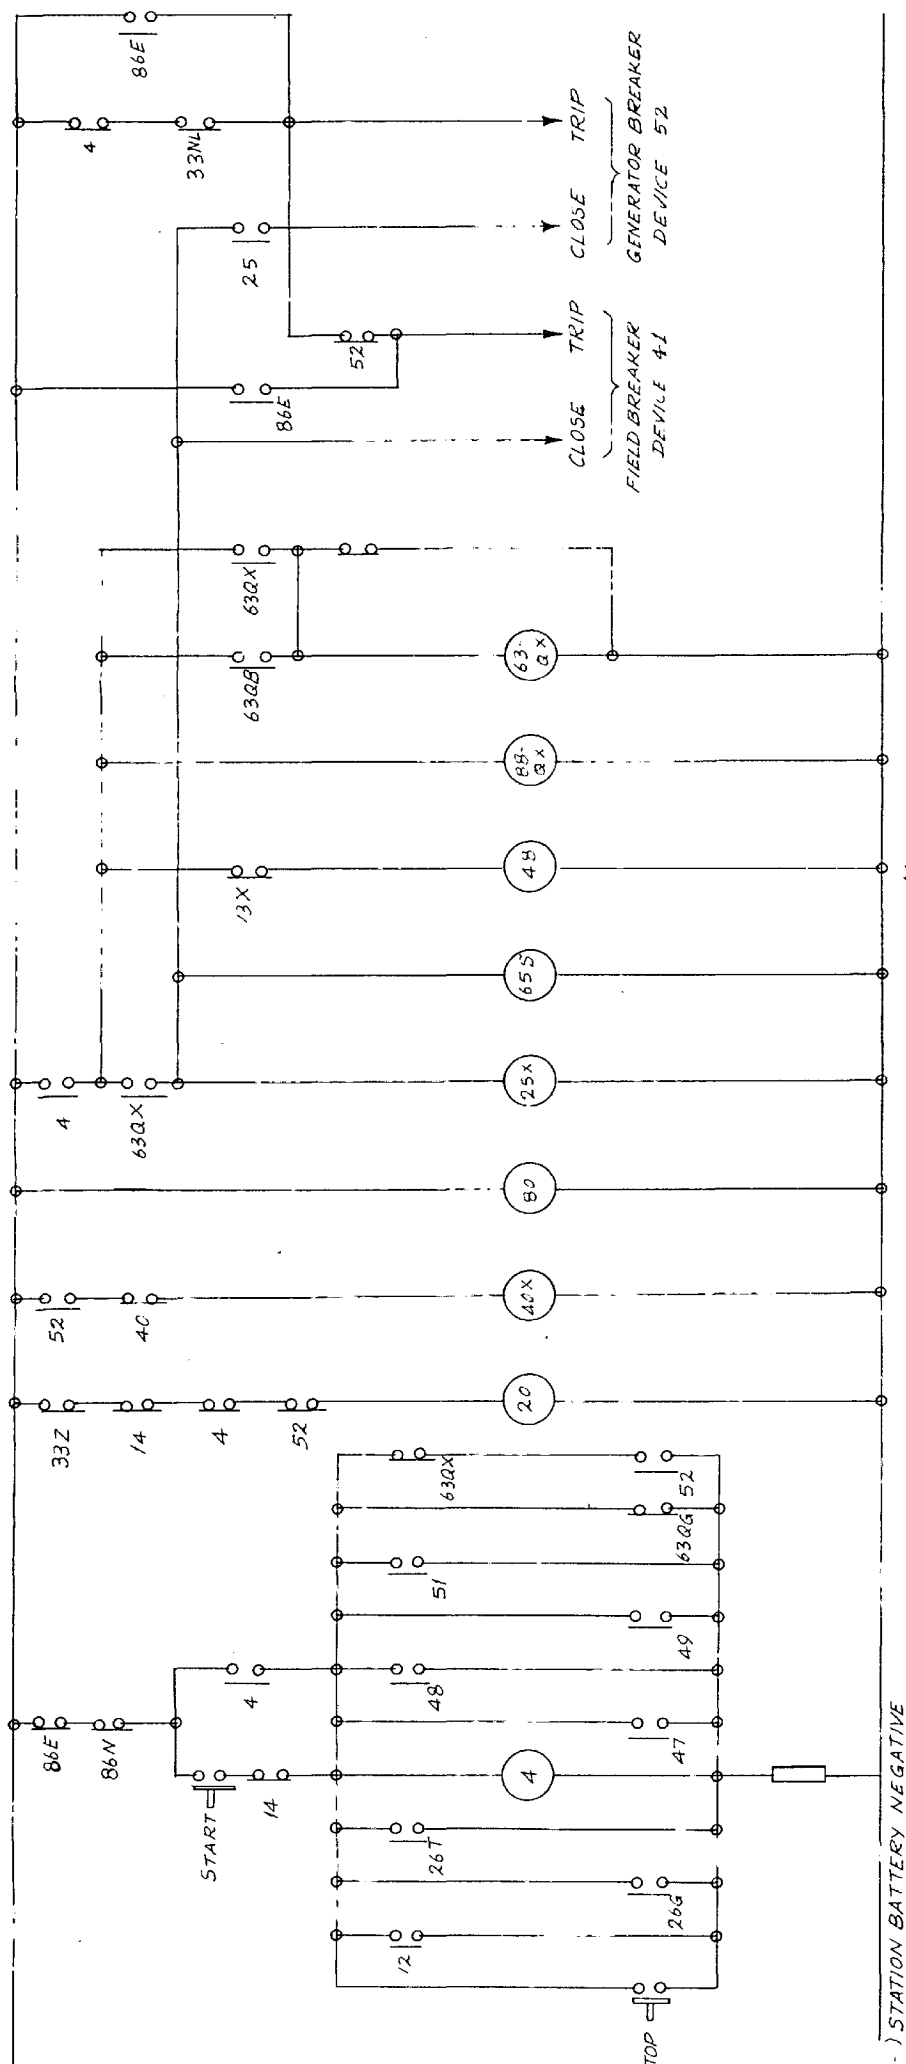 86E
86N
START
14
4
TOP
12
26G
26T
4
47
48
49
51
63QG
63QX
52
33Z
14
4
52
20
52
40
40X
80
4
63QX
25X
65S
13X
48
88-
QX
63QB
63-
QX
63QX
86E
52
25
4
33NL
86E
CLOSE TRIP
FIELD BREAKER
DEVICE 41
CLOSE TRIP
GENERATOR BREAKER
DEVICE 52
-) STATION BATTERY NEGATIVE